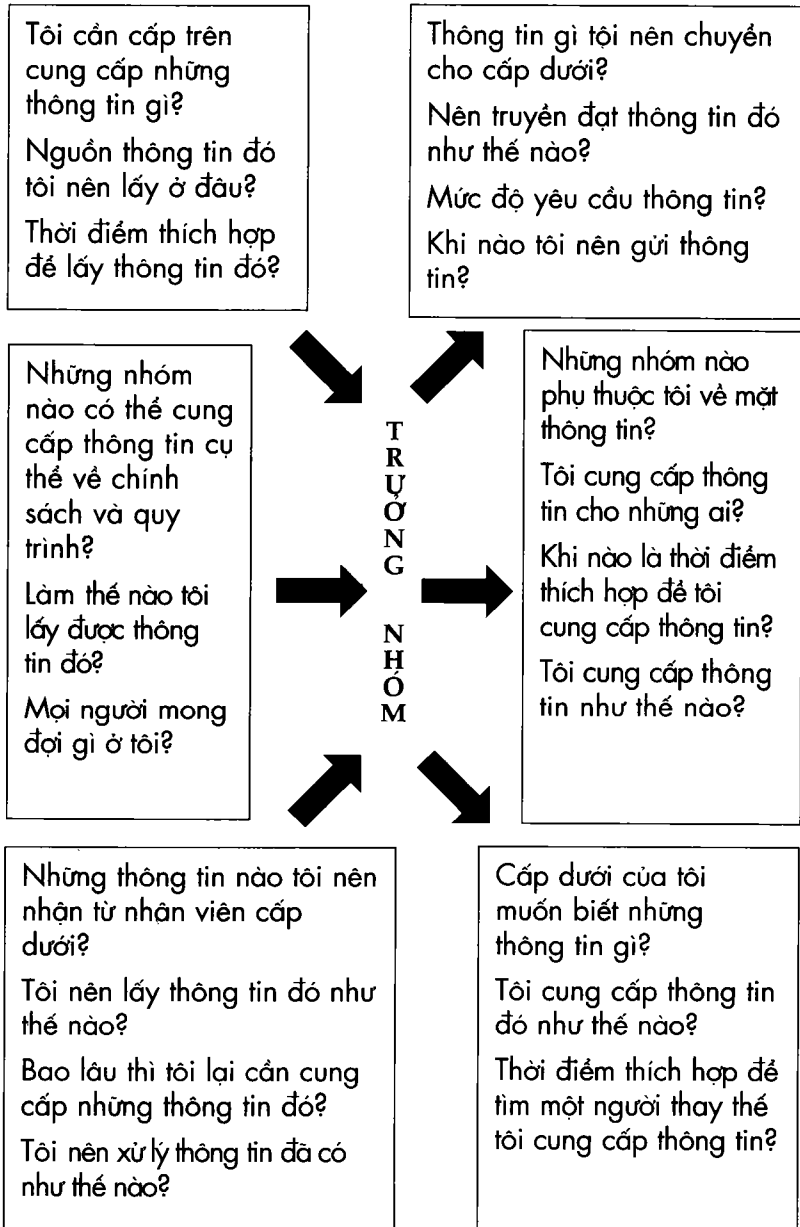 Tôi cần cấp trên
cung cấp những
thông tin gì?
Nguồn thông tin đó
tôi nên lấy ở đâu?
Thời điểm thích hợp
để lấy thông tin đó?
Thông tin gì tội nên chuyển
cho cấp dưới?
Nên truyền đạt thông tin đó
như thế nào?
Mức độ yêu cầu thông tin?
Khi nào tôi nên gửi thông
tin?
Những nhóm
nào có thể cung
cấp thông tin cụ
thể về chính
sách và quy
trình?
Làm thế nào tôi
lấy được thông
tin đó?
Mọi người mong
đợi gì ở tôi?
TRƯỞNG NHÓM
Những nhóm nào
phụ thuộc tôi về mặt
thông tin?
Tôi cung cấp thông
tin cho những ai?
Khi nào là thời điểm
thích hợp để tôi
cung cấp thông tin?
Tôi cung cấp thông
tin như thế nào?
Những thông tin nào tôi nên
nhận từ nhân viên cấp
dưới?
Tôi nên lấy thông tin đó như
thế nào?
Bao lâu thì tôi lại cần cung
cấp những thông tin đó?
Tôi nên xử lý thông tin đã có
như thế nào?
Cấp dưới của tôi
muốn biết những
thông tin gì?
Tôi cung cấp thông tin
đó như thế nào?
Thời điểm thích hợp để
tìm một người thay thế
tôi cung cấp thông tin?